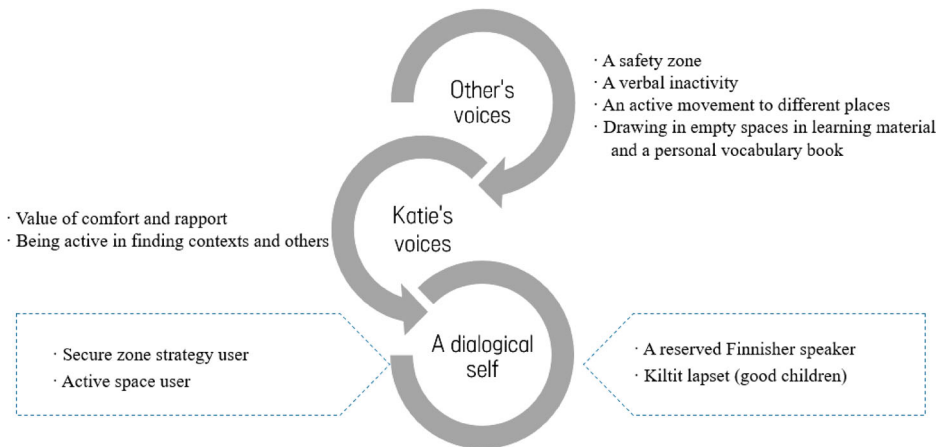 Other's
voices
· A safety zone
· A verbal inactivity
· An active movement to different places
· Drawing in empty spaces in learning material
and a personal vocabulary book
Katie's
voices
· Value of comfort and rapport
· Being active in finding contexts and others
A dialogical
self
· Secure zone strategy user
· Active space user
· A reserved Finnisher speaker
· Kiltit lapset (good children)